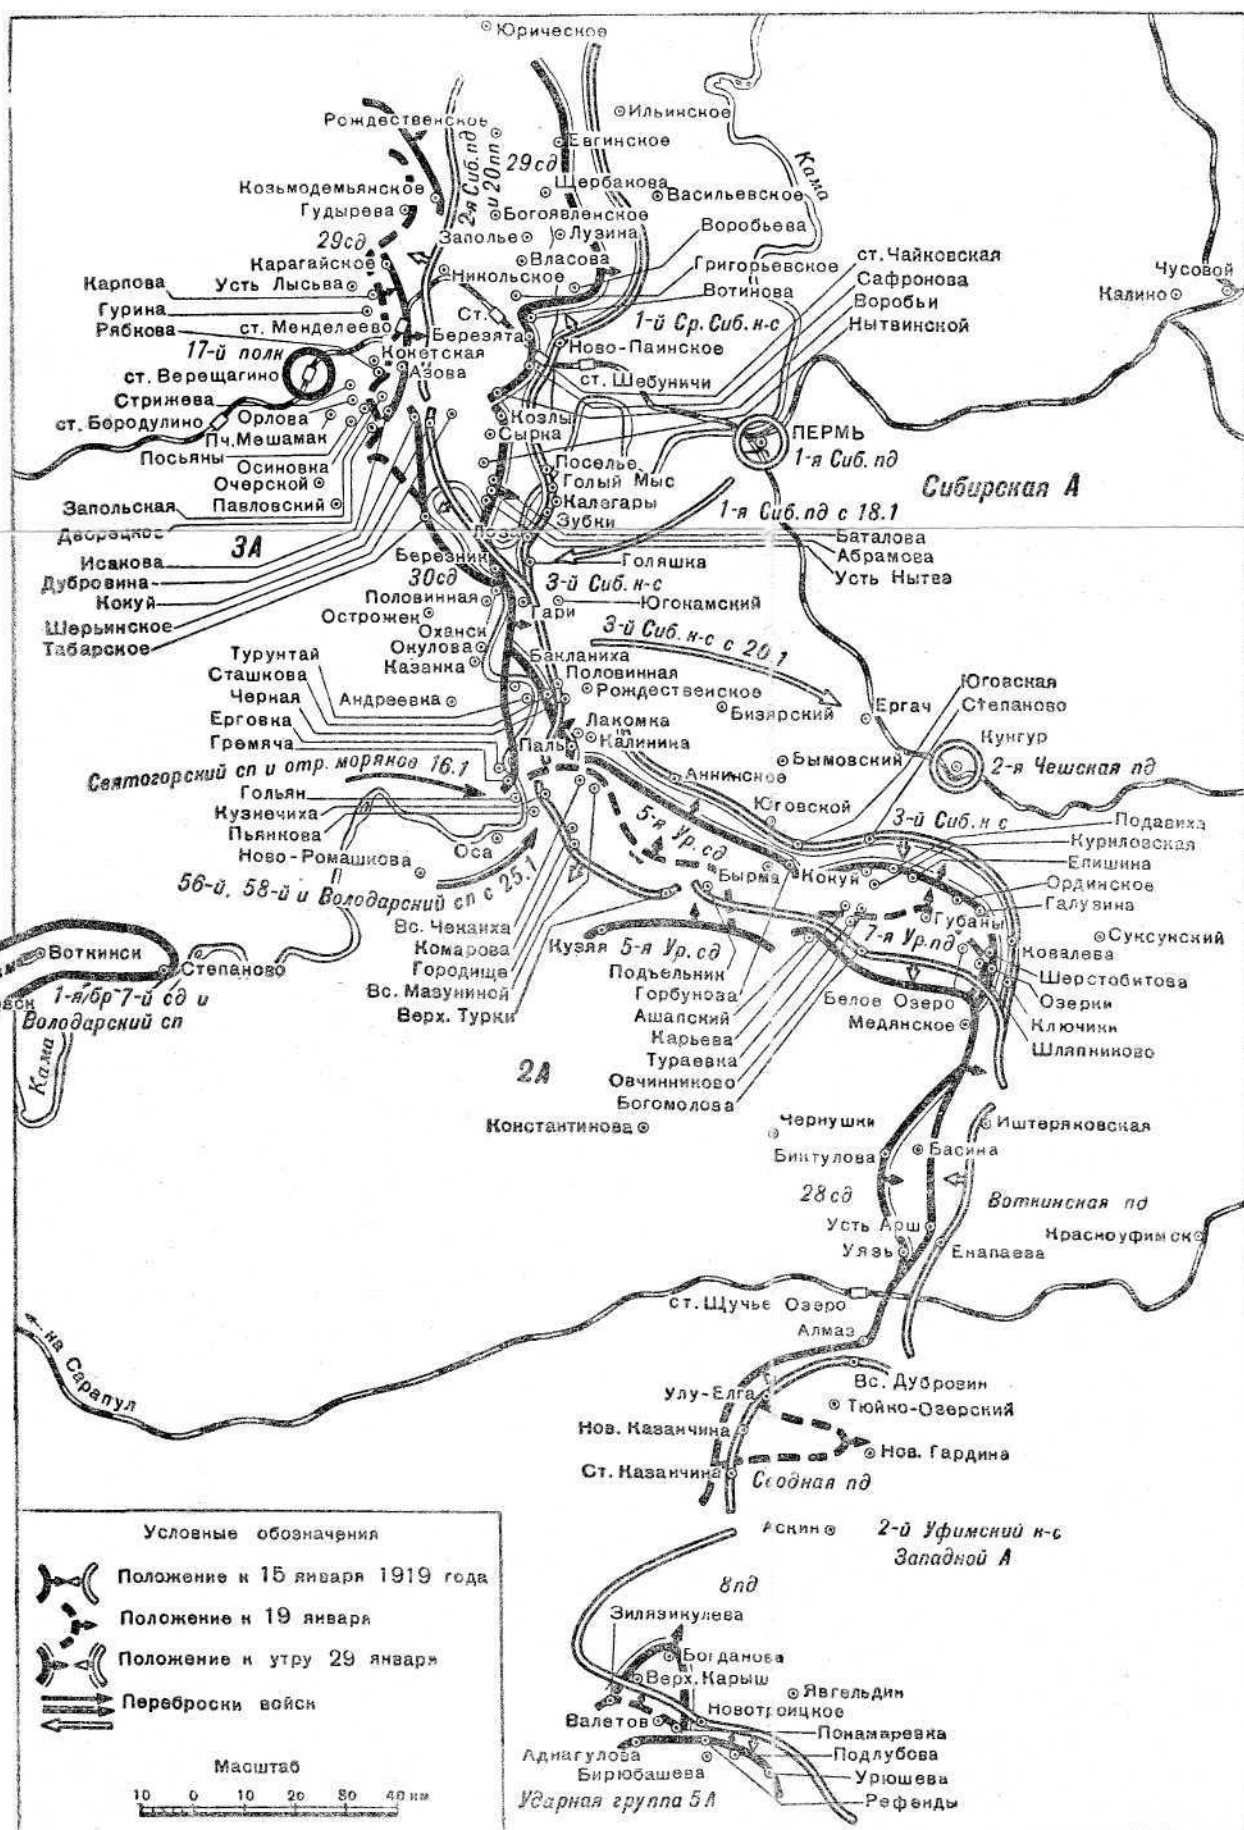 Юрическое
Ильинское
Рождественское
2-я Сиб. пд
и 20пп
29сд
Евгинское
Кама
Щербакова
Козьмодемьянское
Васильевское
Гудырева
Богоявленское
Воробьева
29сд
Заполье
Лузина
Власова
ст. Чайковская
Карагайское
Никольское
Григорьевское
Сафронова
Чусовой
Карпова
Усть Лысьва
Вотинова
Воробьи
Калино
Гурина
Ст.
1-й Ср. Сиб. к-с
Нытвинской
Рябкова
ст. Менделеево
Березята
17-й полк
Кокетская
Ново-Паинское
ст. Верещагино
Азова
ст. Шебуничи
Стрижева
ст. Бородулино
Орлова
Козлы
Пч. Мешамак
Сырка
ПЕРМЬ
1-я Сиб. пд
Посьяны
Поселье
Осиновка
Голый Мыс
Сибирская А
Очерской
Калегары
Запольская
Павловский
Зубки
1-я Сиб. пд с 18.1
Дворецкое
3А
Баталова
Исакова
Березник
Голяшка
Абрамова
Дубровина
30сд
3-й Сиб. к-с
Усть Нытва
Кокуй
Половинная
Гари
Югокамский
Шерьинское
Острожек
Табарское
Оханск
3-й Сиб. к-с с 20.1
Окулова
Турунтай
Казанка
Бакланиха
Сташкова
Половинная
Юговская
Черная
Андреевка
Рождественское
Степаново
Ерговка
Бизярский
Ергач
Лакомка
Гремяча
Паль
Калинина
Кунгур
Святогорский сп и отр. моряков 16.1
Аннинское
Бымовский
2-я Чешская пд
Гольян
Кузнечиха
Юговской
Пьянкова
5-я Ур. сд
3-й Сиб. к-с
Подавиха
Ново-Ромашкова
Оса
Куриловская
56-й, 58-й и Володарский сп с 25.1
Бырма
Кокуй
Епишина
Ординское
Галузина
Вс. Чекаиха
Губаны
Комарова
Кузяя
5-я Ур. сд
7-я Ур. пд
Суксунский
Воткинск
Городище
Ковалева
Степаново
Подъельник
Шерстобитова
1-я бр 7-й сд и
Володарский сп
Вс. Мазуниной
Горбунова
Белое Озеро
Озерки
Верх. Турки
Ашапский
Медянское
Ключики
Карьева
Шляпниково
Кама
2А
Тураевка
Овчинниково
Богомолова
Константинова
Чернушки
Иштеряковская
Биктулова
Басина
28сд
Воткинская пд
Усть Арш
Красноуфимск
Уязь
Енапаева
ст. Щучье Озеро
на Сарапул
Алмаз
Вс. Дубровин
Улу-Елга
Тюйко-Озерский
Нов. Казанчина
Нов. Гардина
Ст. Казанчина
Сводная пд
Аскин
2-й Уфимский к-с
Западной А
8пд
Зилязикулева
Богданова
Верх. Карыш
Явгельдин
Новотроицкое
Валетов
Понамаревка
Аднагулова
Подлубова
Бирюбашева
Урюшева
Ударная группа 5А
Рефенды
Условные обозначения
Положение к 15 января 1919 года
Положение к 19 января
Положение к утру 29 января
Переброски войск
Масштаб
10 0 10 20 30 40 км